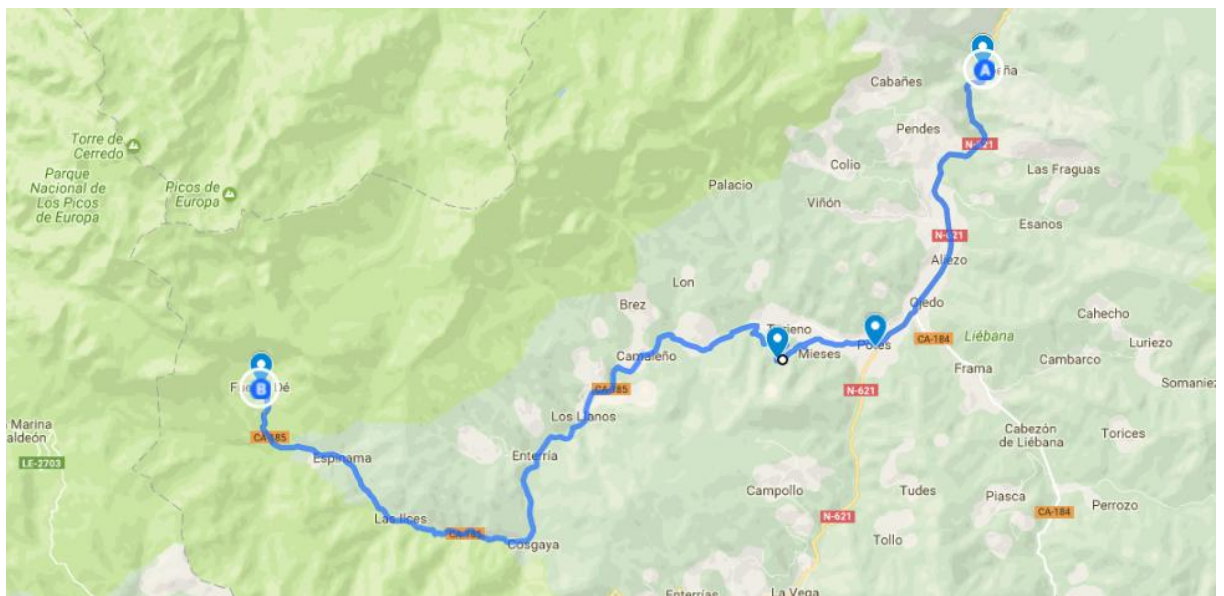 A
Cabañes
Torre de
Cerredo
Parque
Nacional de
Los Picos
de Europa
Picos de
Europa
Pendes
N-621
Colio
Las Fraguas
Palacio
Viñón
Esanos
N-621
Aliezo
Lon
Brez
Ojedo
Cahecho
Turieno
Liébana
CA-184
Luriezo
Camaleño
Mieses
Potes
Cambarco
Frama
Somaniez
B
CA-185
N-621
Marina
Los Llanos
CA-185
Cabezón
de Liébana
Torices
LE-2703
Espinama
Enterría
Campollo
Tudes
Piasca
Perrozo
Las Ilces
CA-185
N-621
CA-184
Cosgaya
Tollo
Enterrías
La Vega